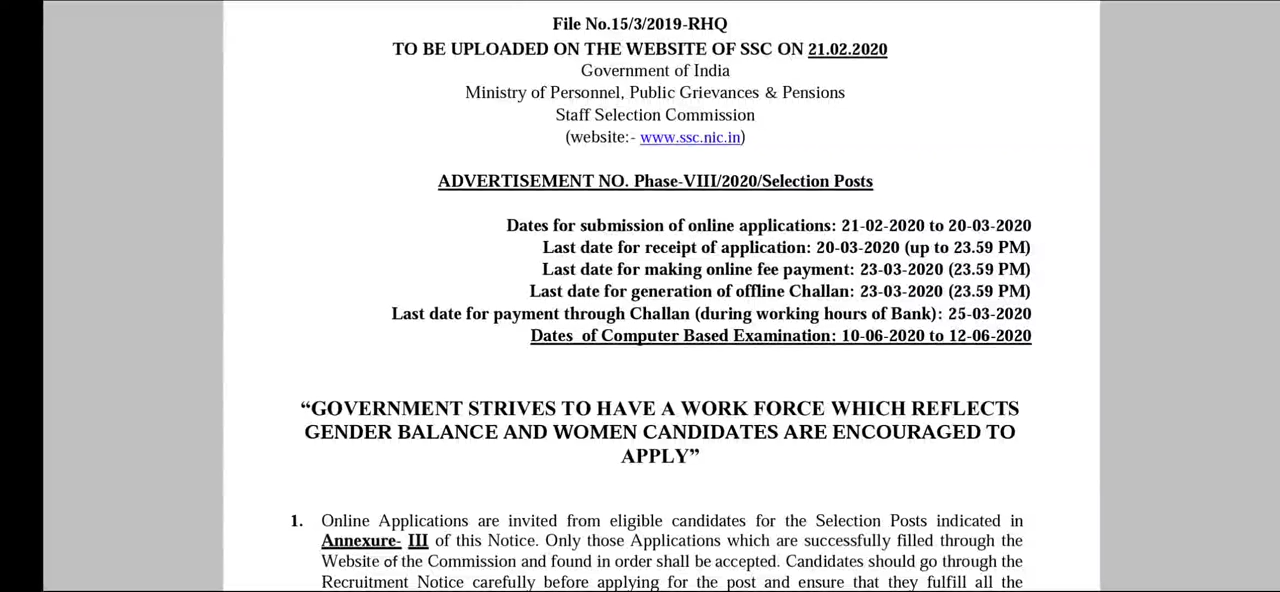 File No.15/3/2019-RHQ
TO BE UPLOADED ON THE WEBSITE OF SSC ON 21.02.2020
Government of India
Ministry of Personnel, Public Grievances & Pensions
Staff Selection Commission
(website:- www.ssc.nic.in)
ADVERTISEMENT NO. Phase-VIII/2020/Selection Posts
Dates for submission of online applications: 21-02-2020 to 20-03-2020
Last date for receipt of application: 20-03-2020 (up to 23.59 PM)
Last date for making online fee payment: 23-03-2020 (23.59 PM)
Last date for generation of offline Challan: 23-03-2020 (23.59 PM)
Last date for payment through Challan (during working hours of Bank): 25-03-2020
Dates of Computer Based Examination: 10-06-2020 to 12-06-2020
“GOVERNMENT STRIVES TO HAVE A WORK FORCE WHICH REFLECTS
GENDER BALANCE AND WOMEN CANDIDATES ARE ENCOURAGED TO
APPLY”
1. Online Applications are invited from eligible candidates for the Selection Posts indicated in
Annexure- III of this Notice. Only those Applications which are successfully filled through the
Website of the Commission and found in order shall be accepted. Candidates should go through the
Recruitment Notice carefully before applying for the post and ensure that they fulfill all the